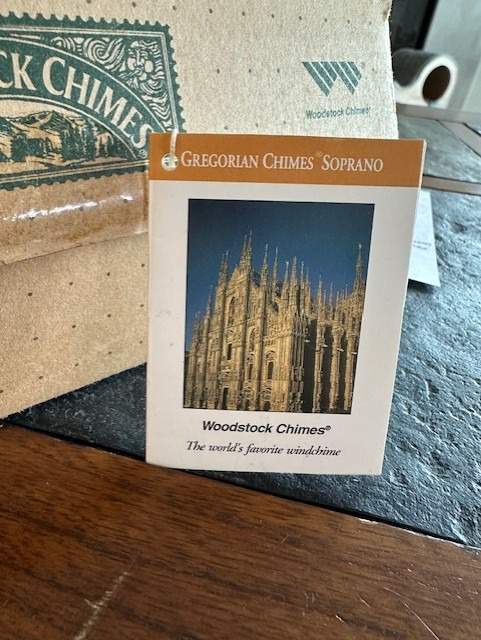 CK CHIMES
Woodstock Chimes®
GREGORIAN CHIMES® SOPRANO
Woodstock Chimes®
The world's favorite windchime